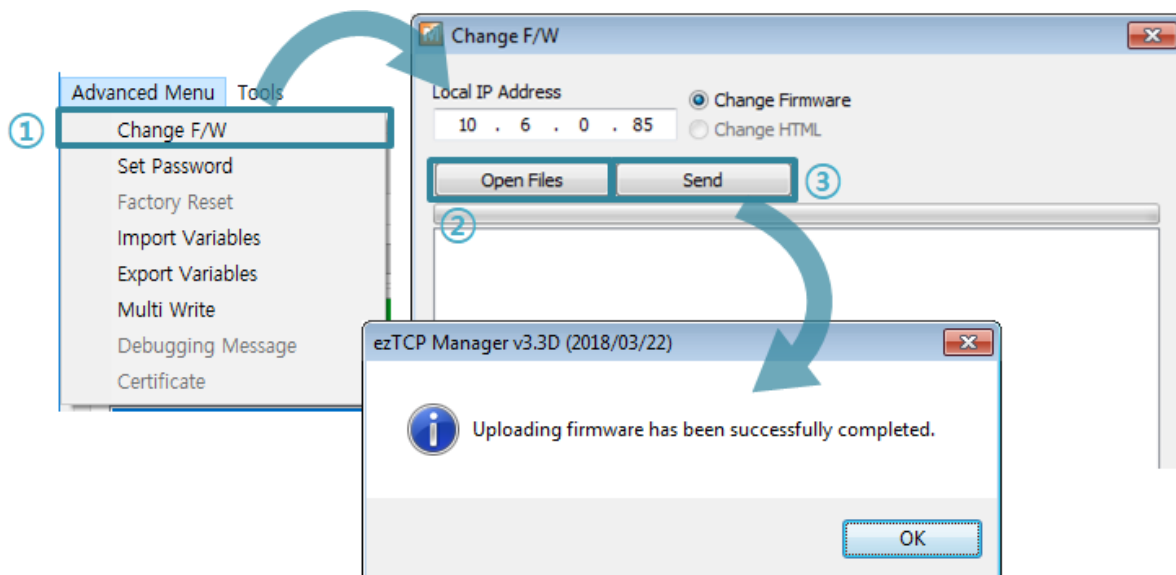 Advanced Menu Tools
① Change F/W
Set Password
Factory Reset
Import Variables
Export Variables
Multi Write
Debugging Message
Certificate
Change F/W
Local IP Address
10 . 6 . 0 . 85
Change Firmware
Change HTML
Open Files Send ③
②
ezTCP Manager v3.3D (2018/03/22)
Uploading firmware has been successfully completed.
OK